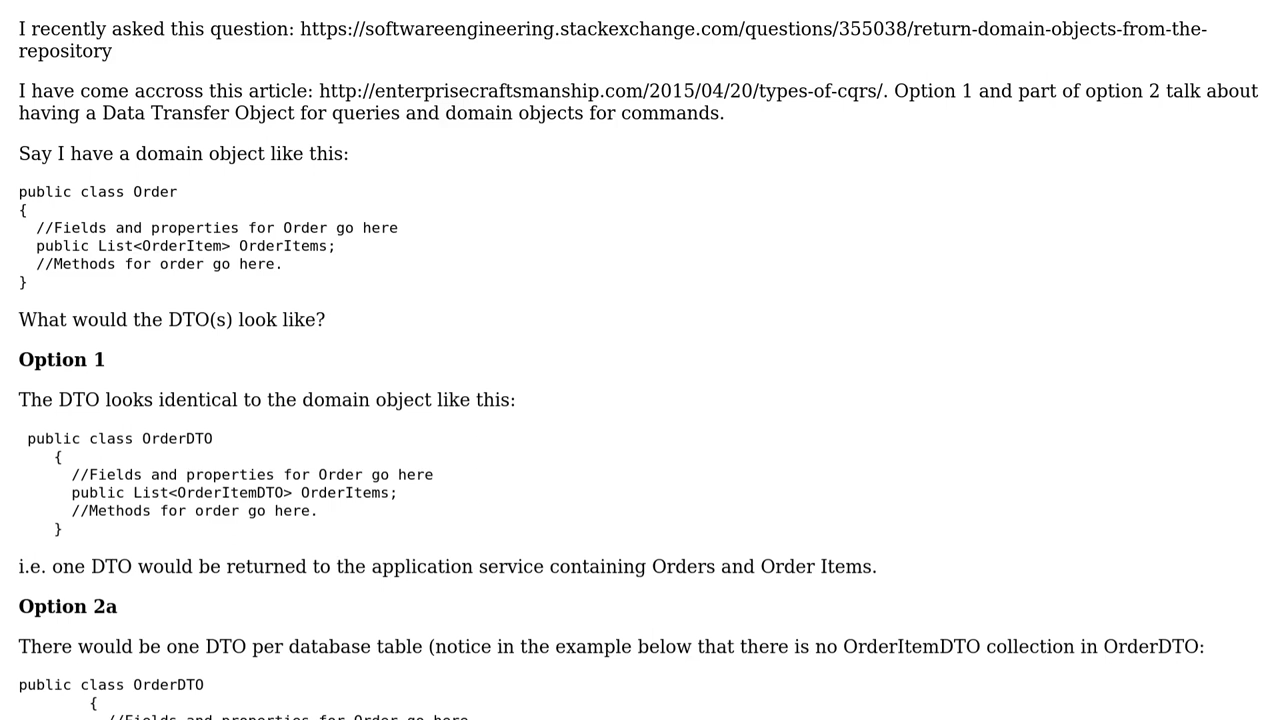 I recently asked this question: https://softwareengineering.stackexchange.com/questions/355038/return-domain-objects-from-the-
repository
I have come accross this article: http://enterprisecraftsmanship.com/2015/04/20/types-of-cqrs/. Option 1 and part of option 2 talk about
having a Data Transfer Object for queries and domain objects for commands.
Say I have a domain object like this:
public class Order
{
  //Fields and properties for Order go here
  public List<OrderItem> OrderItems;
  //Methods for order go here.
}
What would the DTO(s) look like?
Option 1
The DTO looks identical to the domain object like this:
 public class OrderDTO
    {
      //Fields and properties for Order go here
      public List<OrderItemDTO> OrderItems;
      //Methods for order go here.
    }
i.e. one DTO would be returned to the application service containing Orders and Order Items.
Option 2a
There would be one DTO per database table (notice in the example below that there is no OrderItemDTO collection in OrderDTO:
public class OrderDTO
        {
          //Fields and properties for Order go here